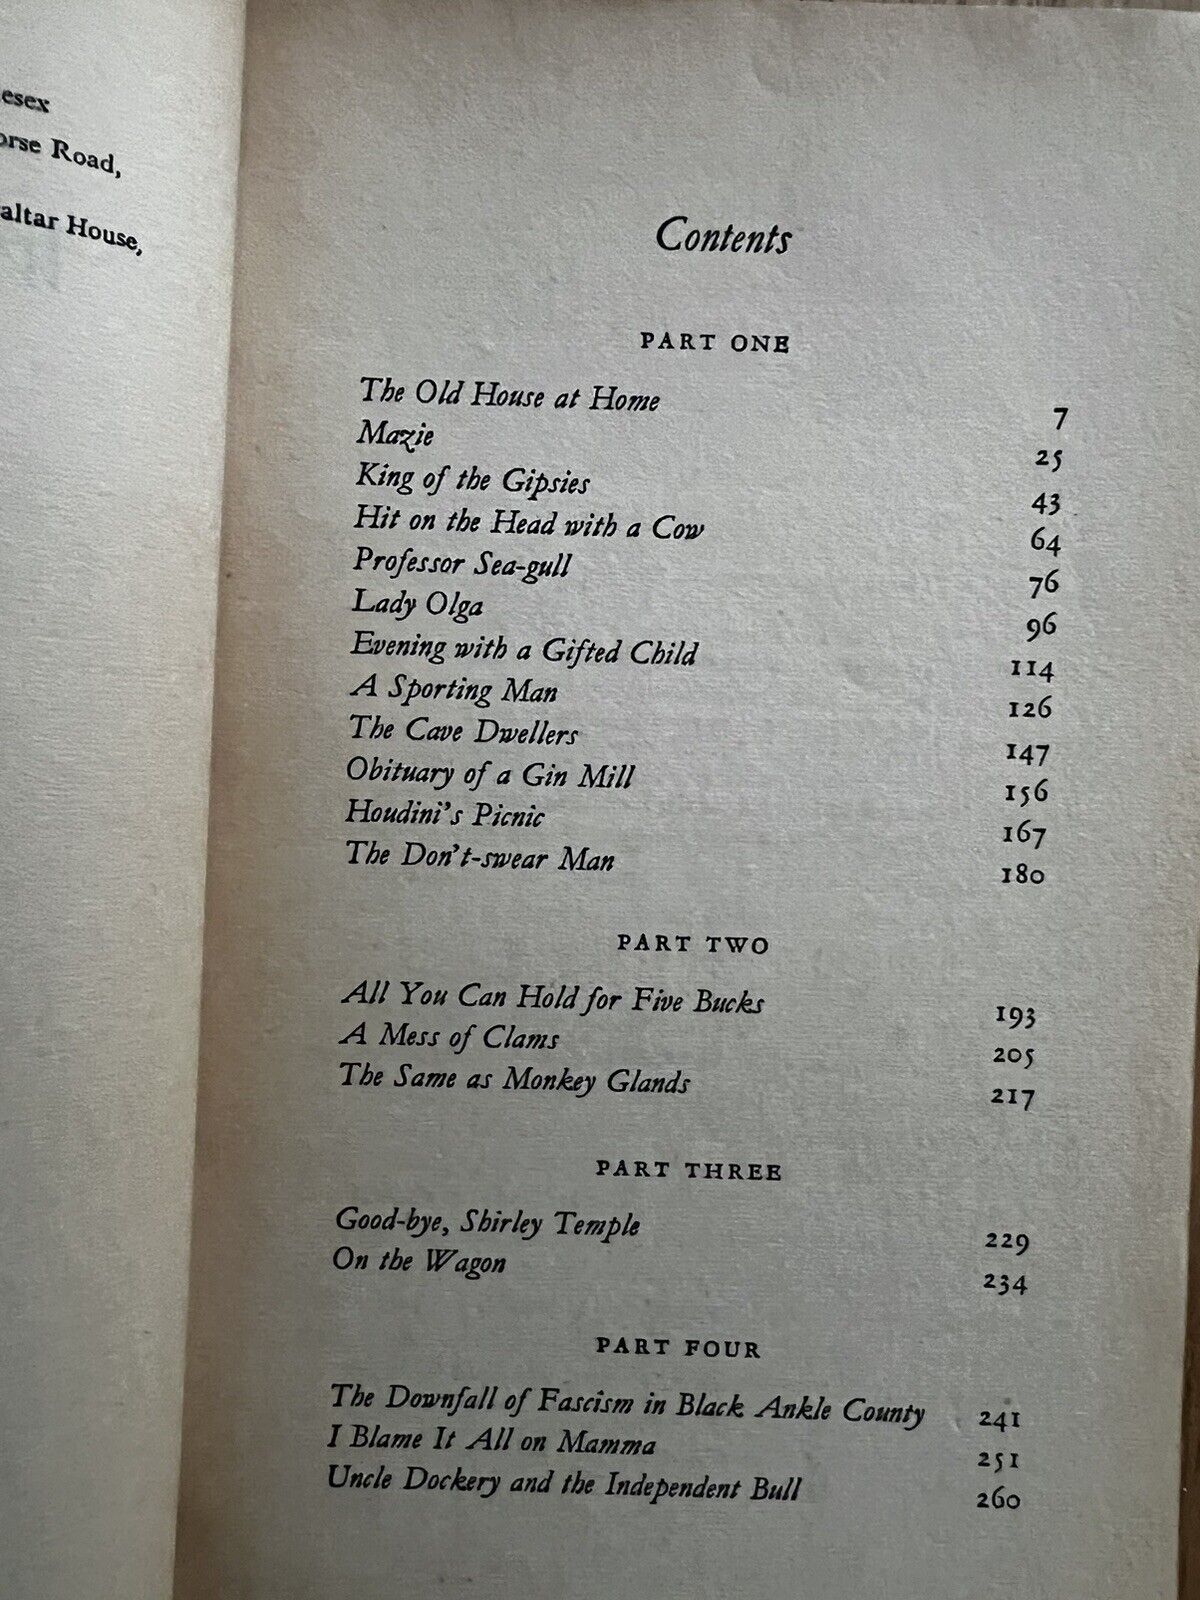 esex
orse Road,
altar House,
Contents
PART ONE
The Old House at Home 7
Mazie 25
King of the Gipsies 43
Hit on the Head with a Cow 64
Professor Sea-gull 76
Lady Olga 96
Evening with a Gifted Child 114
A Sporting Man 126
The Cave Dwellers 147
Obituary of a Gin Mill 156
Houdini's Picnic 167
The Don't-swear Man 180
PART TWO
All You Can Hold for Five Bucks 193
A Mess of Clams 205
The Same as Monkey Glands 217
PART THREE
Good-bye, Shirley Temple 229
On the Wagon 234
PART FOUR
The Downfall of Fascism in Black Ankle County 241
I Blame It All on Mamma 251
Uncle Dockery and the Independent Bull 260